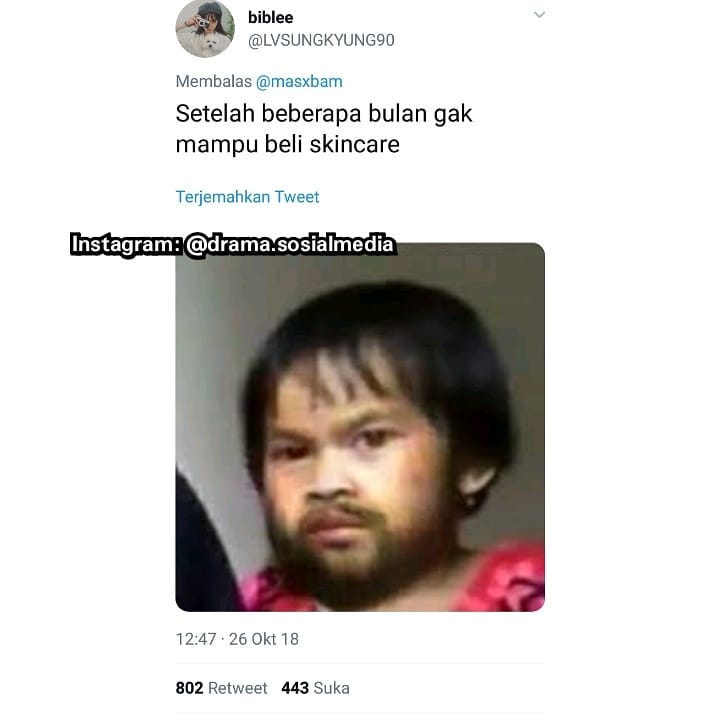 biblee
@LVSUNGKYUNG90
Membalas @masxbam
Setelah beberapa bulan gak
mampu beli skincare
Terjemahkan Tweet
Instagram: @drama.sosialmedia
12:47 · 26 Okt 18
802 Retweet 443 Suka